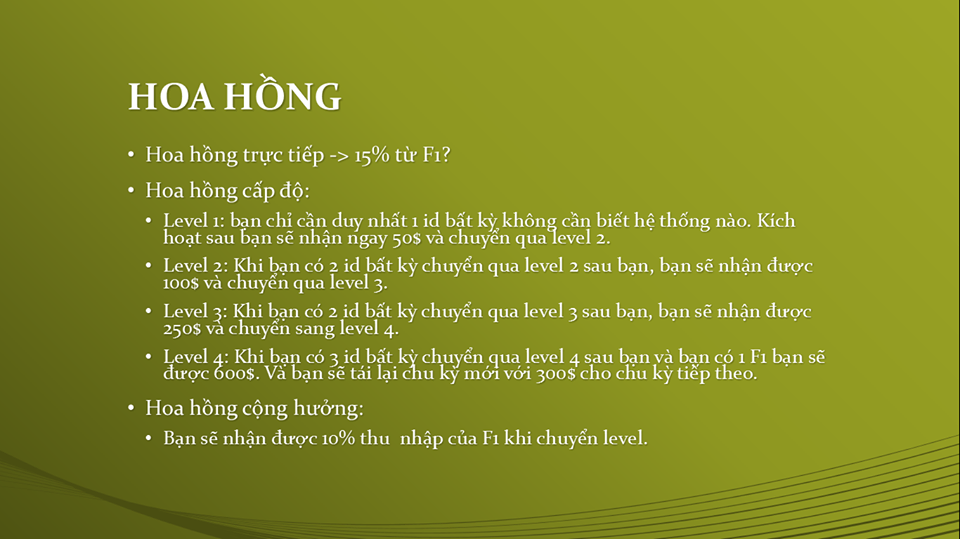 HOA HỒNG
• Hoa hồng trực tiếp -> 15% từ F1?
• Hoa hồng cấp độ:
• Level 1: bạn chỉ cần duy nhất 1 id bất kỳ không cần biết hệ thống nào. Kích
hoạt sau bạn sẽ nhận ngay 50$ và chuyển qua level 2.
• Level 2: Khi bạn có 2 id bất kỳ chuyển qua level 2 sau bạn, bạn sẽ nhận được
100$ và chuyển qua level 3.
• Level 3: Khi bạn có 2 id bất kỳ chuyển qua level 3 sau bạn, bạn sẽ nhận được
250$ và chuyển sang level 4.
• Level 4: Khi bạn có 3 id bất kỳ chuyển qua level 4 sau bạn và bạn có 1 F1 bạn sẽ
được 600$. Và bạn sẽ tái lại chu kỳ mới với 300$ cho chu kỳ tiếp theo.
• Hoa hồng cộng hưởng:
• Bạn sẽ nhận được 10% thu nhập của F1 khi chuyển level.